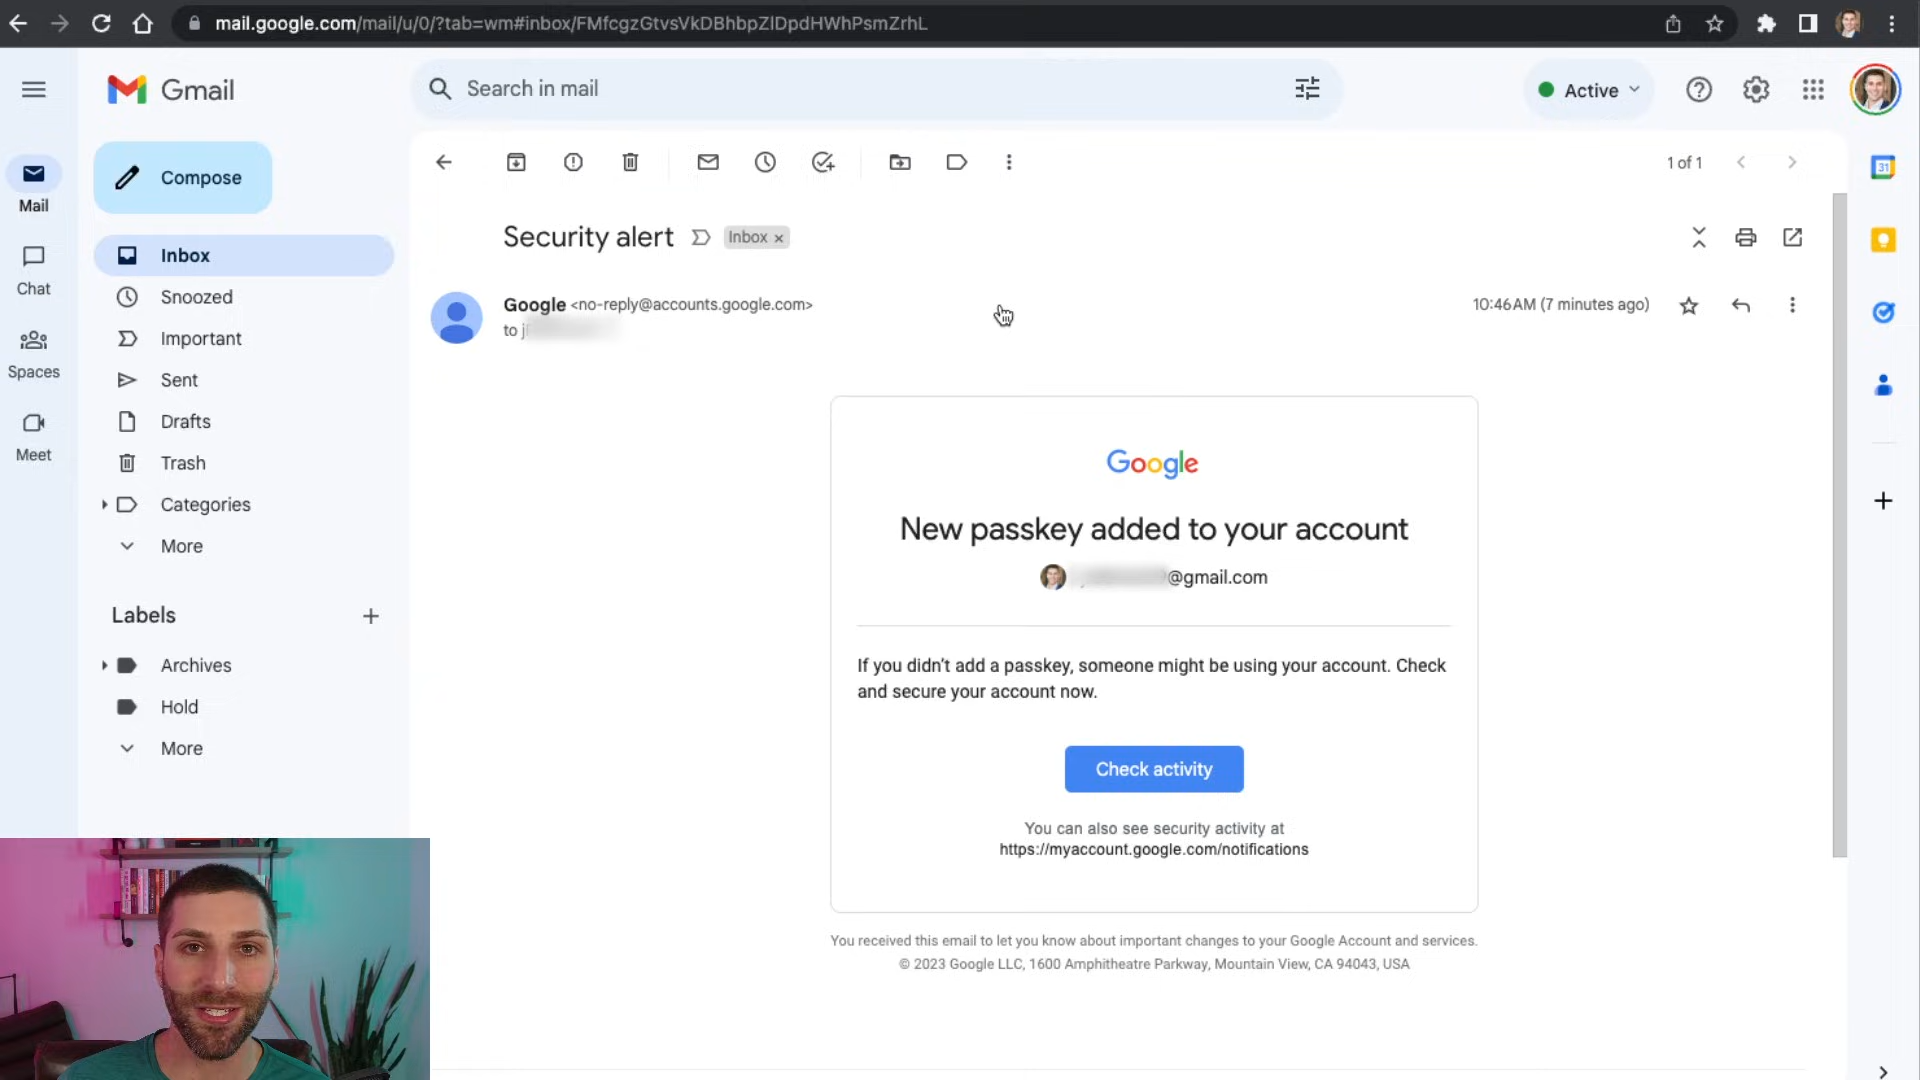 mail.google.com/mail/u/0/?tab=wm#inbox/FMfcgzGtvsVkDBhbpZlDpdHWhPsmZrhL
Gmail
Search in mail
Active
Compose
Mail
Chat
Spaces
Meet
Inbox
Snoozed
Important
Sent
Drafts
Trash
Categories
More
Labels
Archives
Hold
More
1 of 1
Security alert
Inbox ×
Google <no-reply@accounts.google.com>
10:46 AM (7 minutes ago)
to
31
Google
New passkey added to your account
@gmail.com
If you didn't add a passkey, someone might be using your account. Check
and secure your account now.
Check activity
You can also see security activity at
https://myaccount.google.com/notifications
You received this email to let you know about important changes to your Google Account and services.
© 2023 Google LLC, 1600 Amphitheatre Parkway, Mountain View, CA 94043, USA